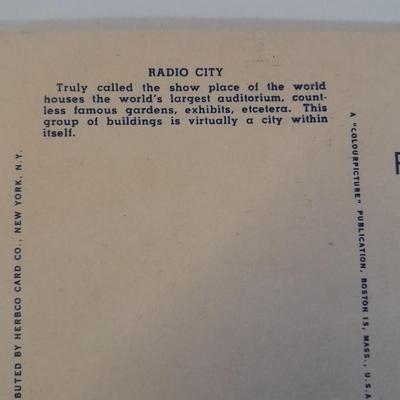 RADIO CITY
Truly called the show place of the world
houses the world's largest auditorium, count-
less famous gardens, exhibits, etcetera. This
group of buildings is virtually a city within
itself.
BUTED BY HERBCO CARD CO., NEW YORK, N.Y.
A "COLOURPICTURE" PUBLICATION, BOSTON 15, MASS., U.S.A